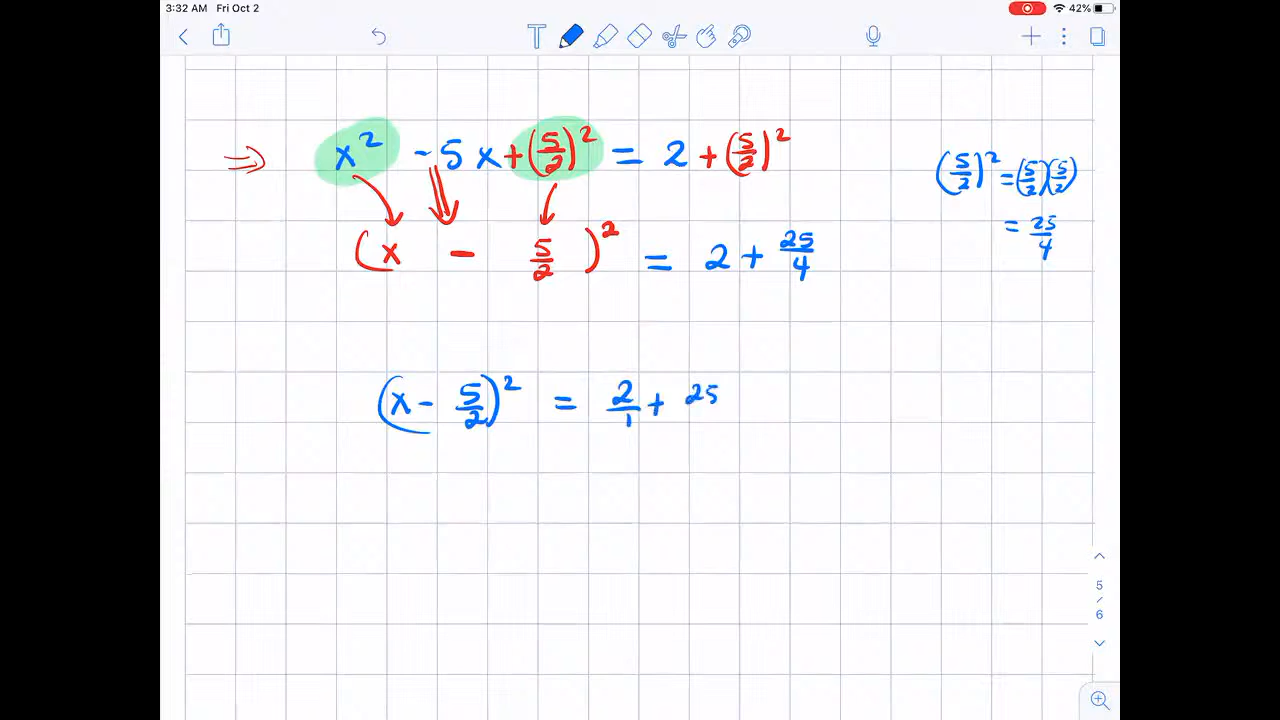 3:32 AM Fri Oct 2
42%
T
⇒ x² - 5x + (5/2)² = 2 + (5/2)²
(5/2)² = (5/2)(5/2)
= 25/4
(x - 5/2)² = 2 + 25/4
(x - 5/2)² = 2/1 + 25
5
/
6